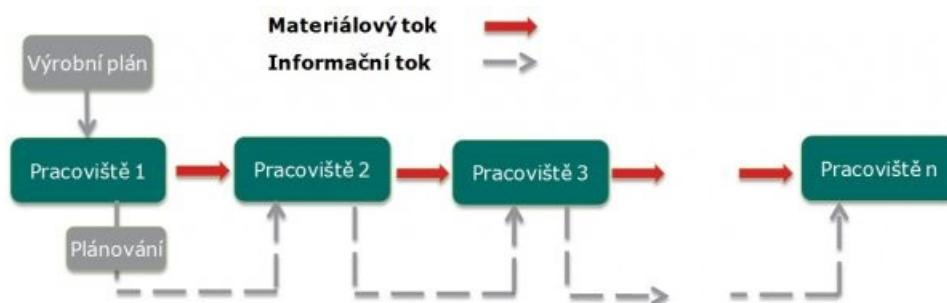 Materiálový tok
Informační tok
Výrobní plán
Pracoviště 1
Pracoviště 2
Pracoviště 3
Pracoviště n
Plánování